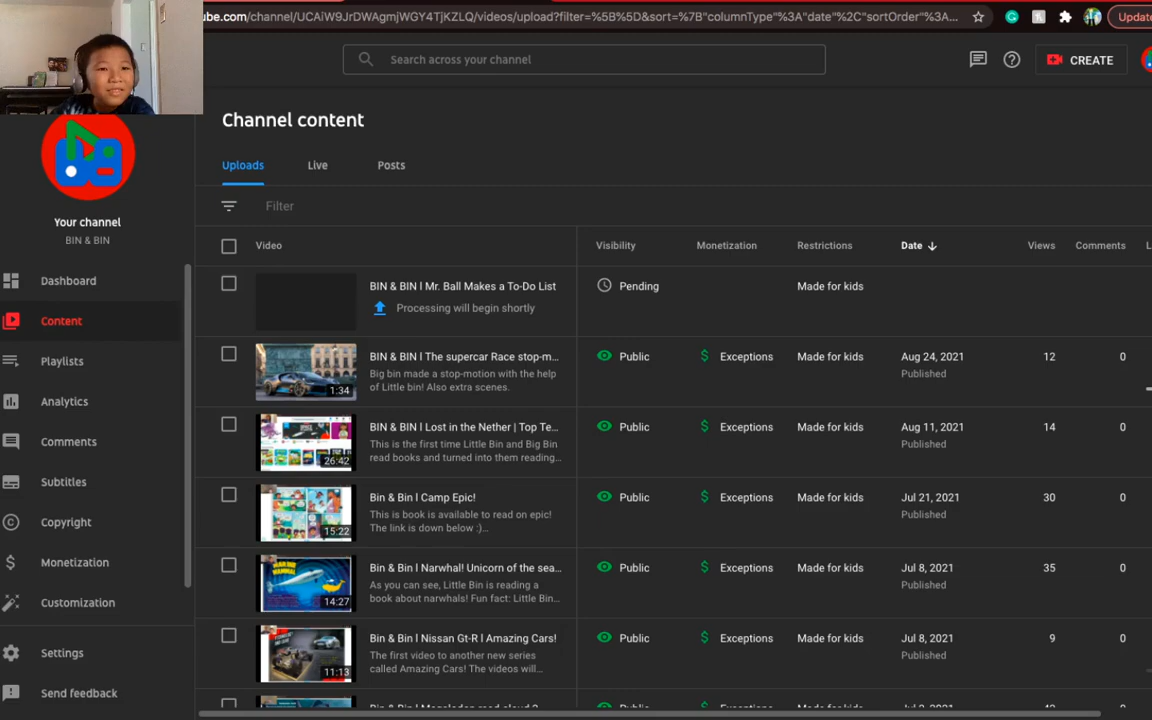 ube.com/channel/UCAiW9JrDWAgmjWGY4TjKZLQ/videos/upload?filter=%5B%5D&sort=%7B"columnType"%3A"date"%2C"sortOrder"%3A...
Update
Search across your channel
CREATE
Channel content
Uploads Live Posts
Filter
Your channel
BIN & BIN
Dashboard
Content
Playlists
Analytics
Comments
Subtitles
Copyright
Monetization
Customization
Settings
Send feedback
Video Visibility Monetization Restrictions Date Views Comments L
BIN & BIN l Mr. Ball Makes a To-Do List Pending Made for kids
Processing will begin shortly
BIN & BIN l The supercar Race stop-m... Public Exceptions Made for kids Aug 24, 2021 12 0
Big bin made a stop-motion with the Published
help of Little bin! Also extra scenes.
1:34
BIN & BIN l Lost in the Nether | Top Te... Public Exceptions Made for kids Aug 11, 2021 14 0
This is the first time Little Bin and Big Bin Published
read books and turned into them reading...
26:42
Bin & Bin l Camp Epic! Public Exceptions Made for kids Jul 21, 2021 30 0
This is book is available to read on epic! Published
The link is down below :)...
15:22
Bin & Bin l Narwhal! Unicorn of the sea... Public Exceptions Made for kids Jul 8, 2021 35 0
As you can see, Little Bin is reading a Published
book about narwhals! Fun fact: Little Bin...
14:27
Bin & Bin l Nissan Gt-R l Amazing Cars! Public Exceptions Made for kids Jul 8, 2021 9 0
The first video to another new series Published
called Amazing Cars! The videos will...
11:13